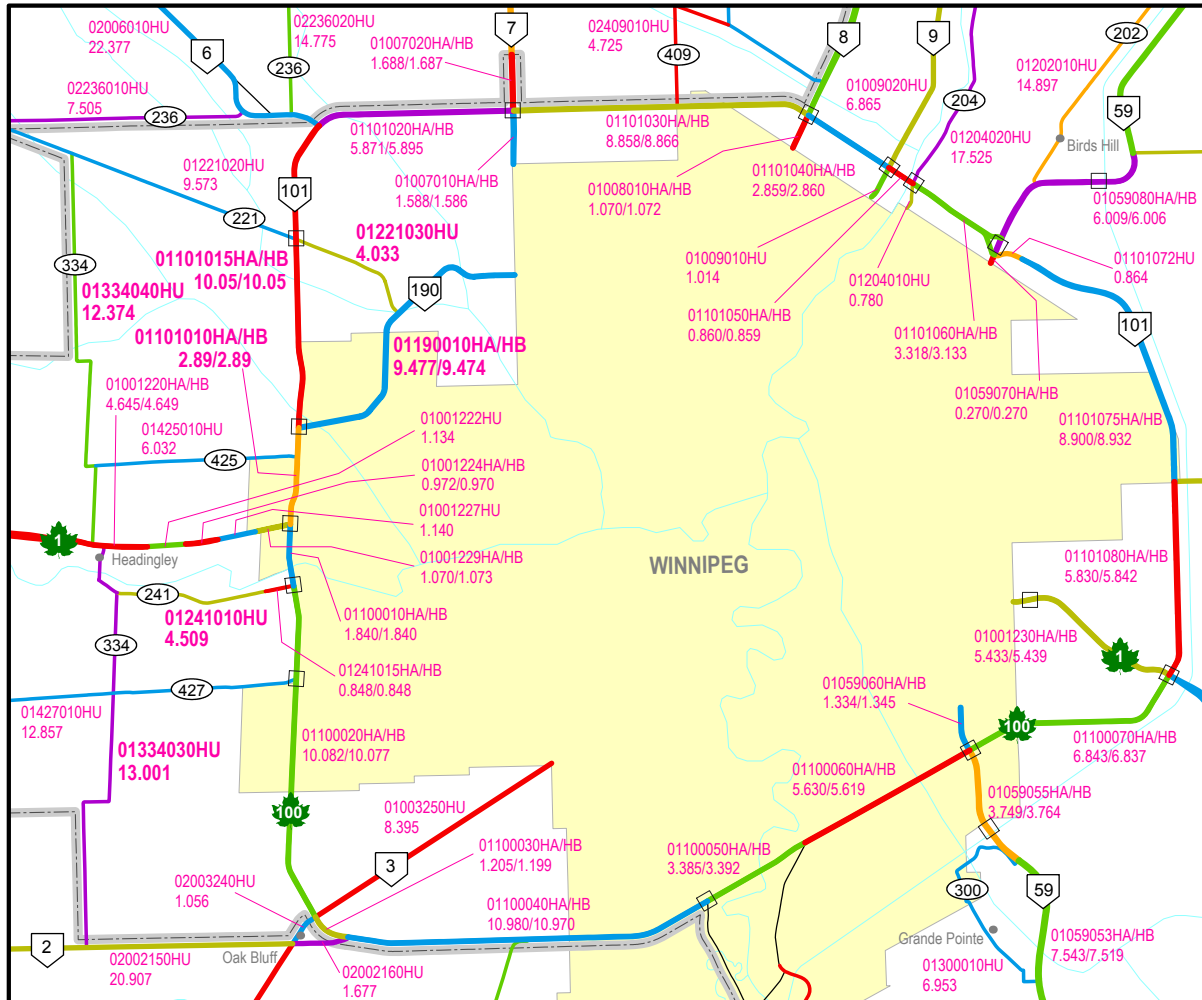 02006010HU
22.377
6
02236020HU
14.775
236
01007020HA/HB
1.688/1.687
7
02409010HU
4.725
409
8
9
01009020HU
6.865
204
01204020HU
17.525
01202010HU
14.897
202
59
Birds Hill
02236010HU
7.505
236
01101020HA/HB
5.871/5.895
01101030HA/HB
8.858/8.866
01221020HU
9.573
101
01007010HA/HB
1.588/1.586
01008010HA/HB
1.070/1.072
01101040HA/HB
2.859/2.860
01059080HA/HB
6.009/6.006
221
01221030HU
4.033
334
01101015HA/HB
10.05/10.05
190
01009010HU
1.014
01204010HU
0.780
01101072HU
0.864
01334040HU
12.374
01101050HA/HB
0.860/0.859
101
01101010HA/HB
2.89/2.89
01190010HA/HB
9.477/9.474
01101060HA/HB
3.318/3.133
01059070HA/HB
0.270/0.270
01001220HA/HB
4.645/4.649
01425010HU
6.032
425
01001222HU
1.134
01001224HA/HB
0.972/0.970
01001227HU
1.140
01101075HA/HB
8.900/8.932
1
Headingley
01001229HA/HB
1.070/1.073
WINNIPEG
01101080HA/HB
5.830/5.842
241
01241010HU
4.509
01100010HA/HB
1.840/1.840
334
01241015HA/HB
0.848/0.848
01001230HA/HB
5.433/5.439
1
427
01427010HU
12.857
01059060HA/HB
1.334/1.345
100
01334030HU
13.001
01100020HA/HB
10.082/10.077
01100070HA/HB
6.843/6.837
01100060HA/HB
5.630/5.619
100
01003250HU
8.395
01059055HA/HB
3.749/3.764
3
01100030HA/HB
1.205/1.199
01100050HA/HB
3.385/3.392
02003240HU
1.056
01100040HA/HB
10.980/10.970
300
59
2
Oak Bluff
Grande Pointe
02002150HU
20.907
02002160HU
1.677
01300010HU
6.953
01059053HA/HB
7.543/7.519